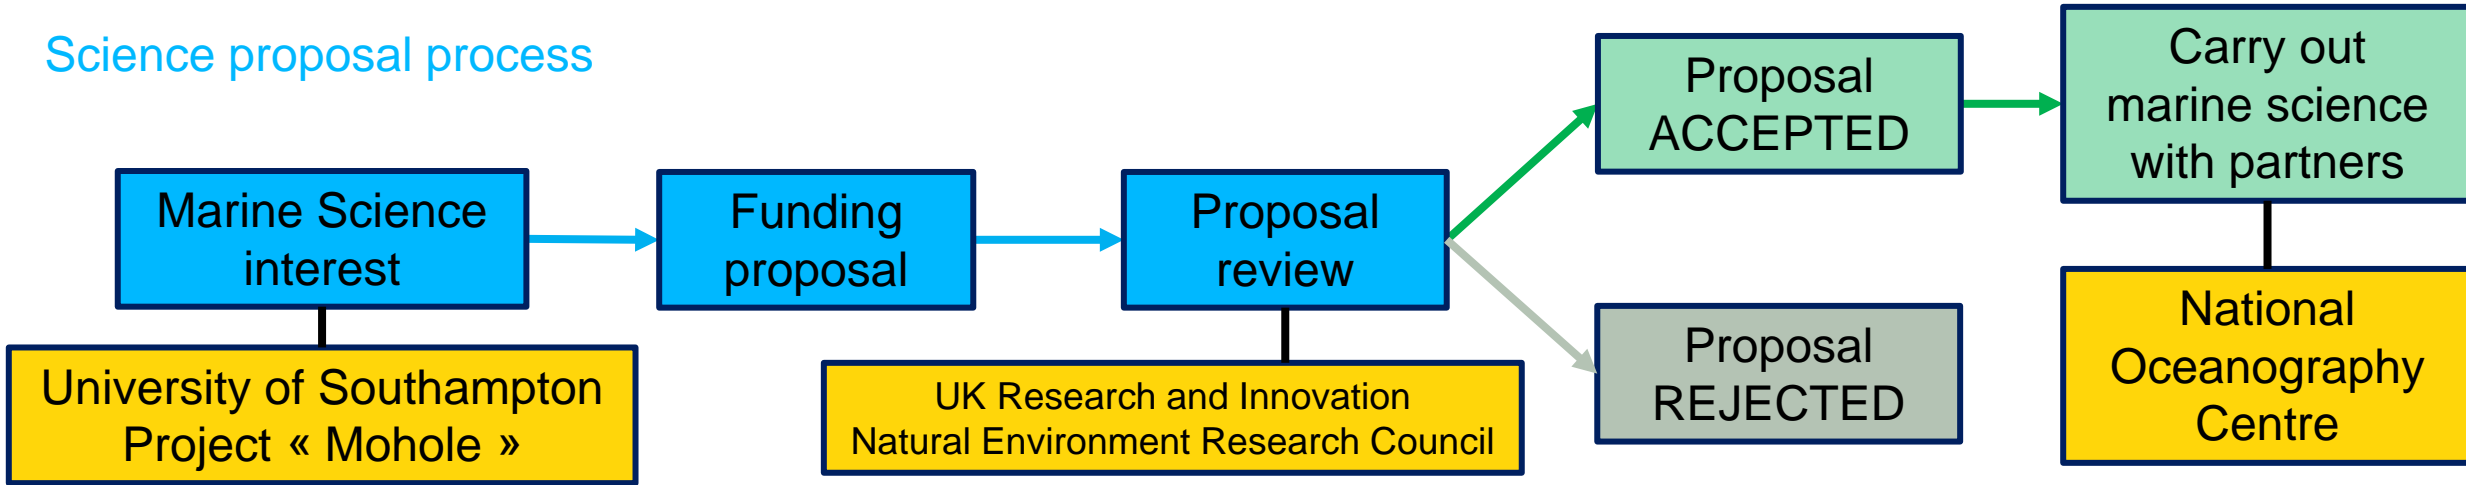 Science proposal process
Marine Science
interest
University of Southampton
Project « Mohole »
Funding
proposal
Proposal
review
UK Research and Innovation
Natural Environment Research Council
Proposal
ACCEPTED
Proposal
REJECTED
Carry out
marine science
with partners
National
Oceanography
Centre